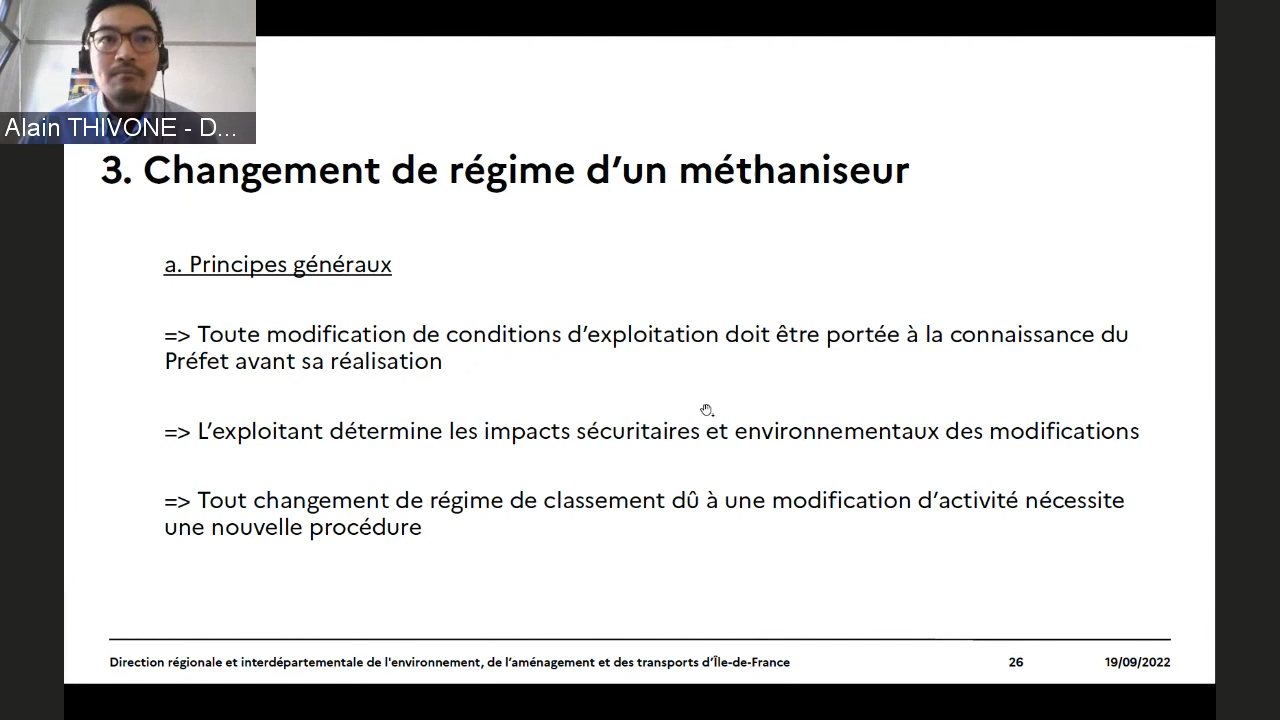 Alain THIVONE - D...
3. Changement de régime d’un méthaniseur
a. Principes généraux
=> Toute modification de conditions d’exploitation doit être portée à la connaissance du
Préfet avant sa réalisation
=> L’exploitant détermine les impacts sécuritaires et environnementaux des modifications
=> Tout changement de régime de classement dû à une modification d’activité nécessite
une nouvelle procédure
Direction régionale et interdépartementale de l'environnement, de l’aménagement et des transports d’Île-de-France 26 19/09/2022